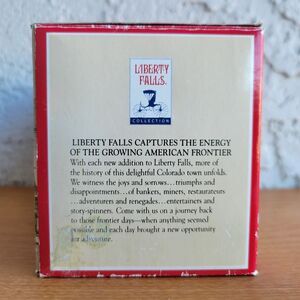 LIBERTY
FALLS
COLLECTION
LIBERTY FALLS CAPTURES THE ENERGY
OF THE GROWING AMERICAN FRONTIER
With each new addition to Liberty Falls, more of
the history of this delightful Colorado town unfolds.
We witness the joys and sorrows...triumphs and
disappointments...of bankers, miners, restaurateurs
...adventurers and renegades...entertainers and
story-spinners. Come with us on a journey back
to those frontier days—when anything seemed
possible and each day brought a new opportunity
for adventure.